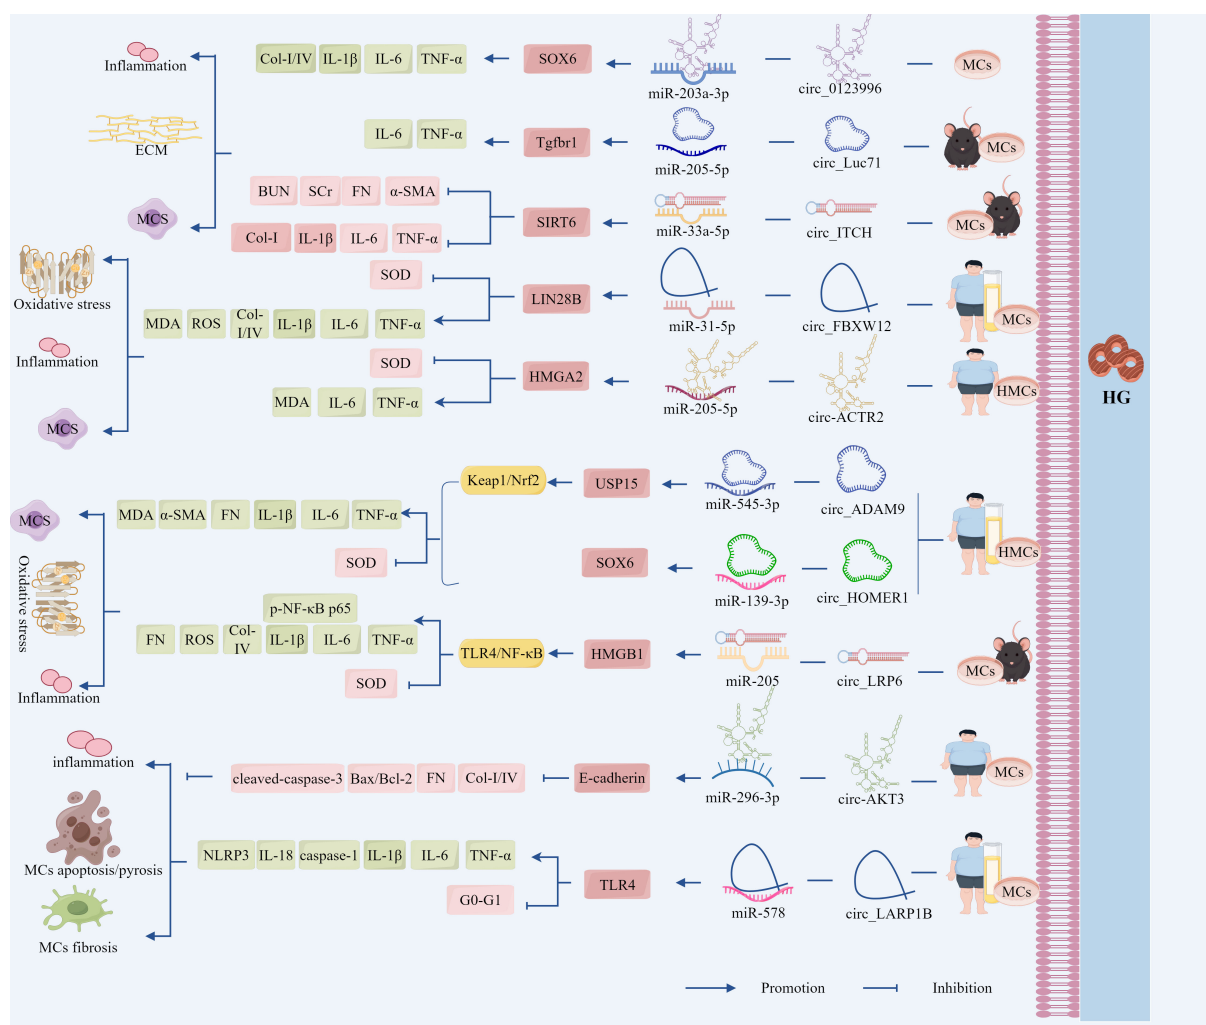 Inflammation
Col-I/IV IL-1β IL-6 TNF-α SOX6 miR-203a-3p circ_0123996 MCs
ECM
IL-6 TNF-α Tgfbr1 miR-205-5p circ_Luc71 MCs
MCS
BUN SCr FN α-SMA
Col-I IL-1β IL-6 TNF-α
SIRT6 miR-33a-5p circ_ITCH MCs
Oxidative stress
SOD
MDA ROS Col-I/IV IL-1β IL-6 TNF-α
LIN28B miR-31-5p circ_FBXW12 MCs
Inflammation
SOD
MDA IL-6 TNF-α
HMGA2 miR-205-5p circ-ACTR2 HMCs
MCS
HG
Keap1/Nrf2 USP15 miR-545-3p circ_ADAM9
MCS
MDA α-SMA FN IL-1β IL-6 TNF-α
SOD
HMCs
SOX6 miR-139-3p circ_HOMER1
Oxidative stress
p-NF-κB p65
FN ROS Col-IV IL-1β IL-6 TNF-α
SOD
TLR4/NF-κB HMGB1 miR-205 circ_LRP6 MCs
Inflammation
inflammation
cleaved-caspase-3 Bax/Bcl-2 FN Col-I/IV E-cadherin miR-296-3p circ-AKT3 MCs
MCs apoptosis/pyrosis
NLRP3 IL-18 caspase-1 IL-1β IL-6 TNF-α
G0-G1
TLR4 miR-578 circ_LARP1B MCs
MCs fibrosis
Promotion Inhibition